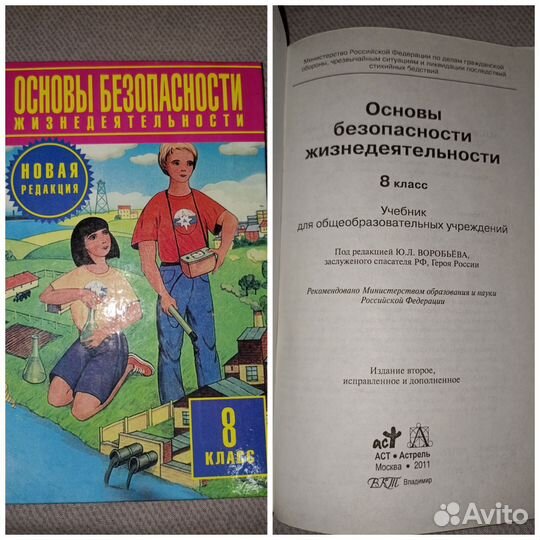 ОСНОВЫ БЕЗОПАСНОСТИ
ЖИЗНЕДЕЯТЕЛЬНОСТИ
НОВАЯ
РЕДАКЦИЯ
8
КЛАСС
Министерство Российской Федерации по делам гражданской
обороны, чрезвычайным ситуациям и ликвидации последствий
стихийных бедствий
Основы
безопасности
жизнедеятельности
8 класс
Учебник
для общеобразовательных учреждений
Под редакцией Ю.Л. ВОРОБЬЁВА,
заслуженного спасателя РФ, Героя России
Рекомендовано Министерством образования и науки
Российской Федерации
Издание второе,
исправленное и дополненное
аст
АСТ • Астрель
Москва • 2011
ВКТ Владимир
Avito